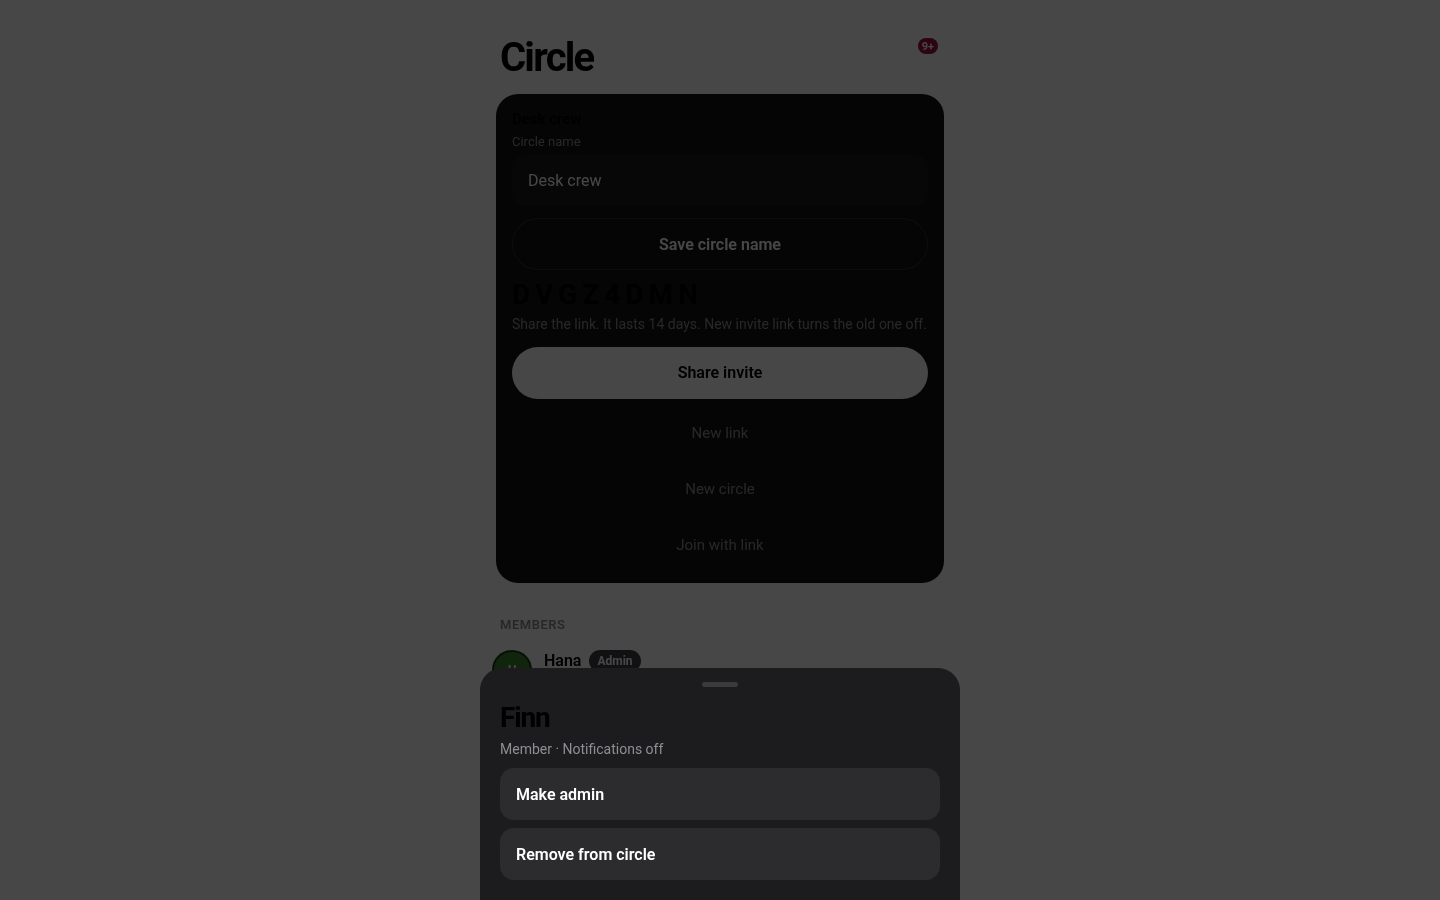 Circle
9+
Desk crew
Circle name
Desk crew
Save circle name
DVGZ4DMN
Share the link. It lasts 14 days. New invite link turns the old one off.
Share invite
New link
New circle
Join with link
MEMBERS
Hana Admin
Finn
Member · Notifications off
Make admin
Remove from circle